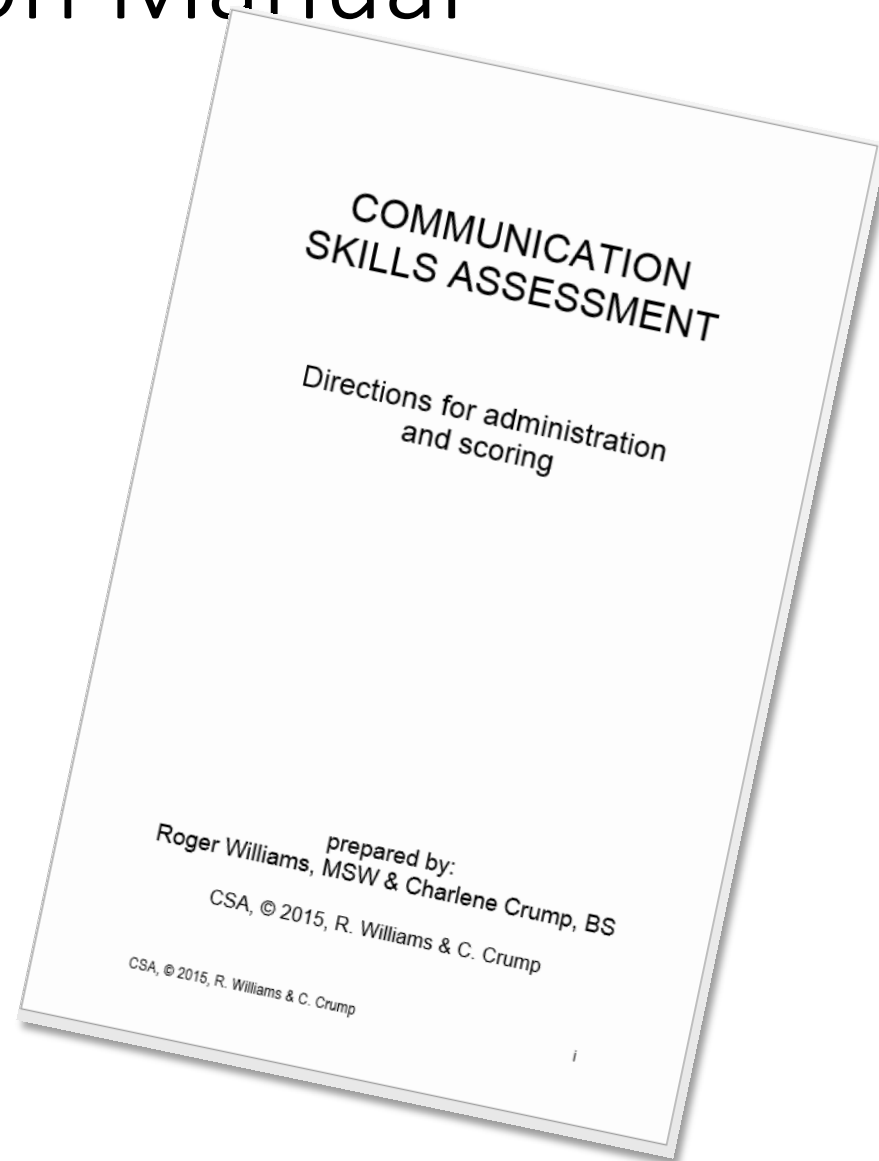 Manual
COMMUNICATION
SKILLS ASSESSMENT
Directions for administration
and scoring
prepared by:
Roger Williams, MSW & Charlene Crump, BS
CSA, © 2015, R. Williams & C. Crump
CSA, © 2015, R. Williams & C. Crump
i